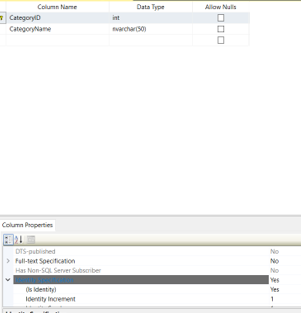 Column Name Data Type Allow Nulls
CategoryID int
CategoryName nvarchar(50)
Column Properties
DTS-published No
Full-text Specification No
Has Non-SQL Server Subscriber No
Yes
(Is Identity) Yes
Identity Increment 1